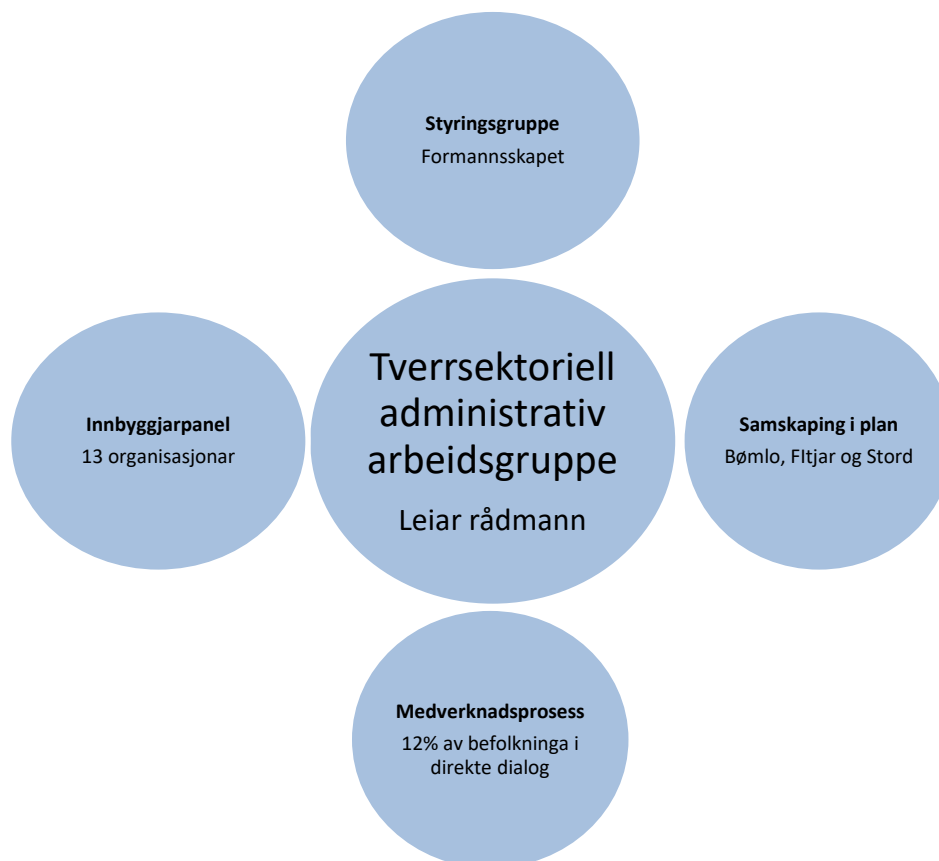 Styringsgruppe
Formannsskapet
Innbyggjarpanel
13 organisasjonar
Tverrsektoriell
administrativ
arbeidsgruppe
Leiar rådmann
Samskaping i plan
Bømlo, FItjar og Stord
Medverknadsprosess
12% av befolkninga i
direkte dialog